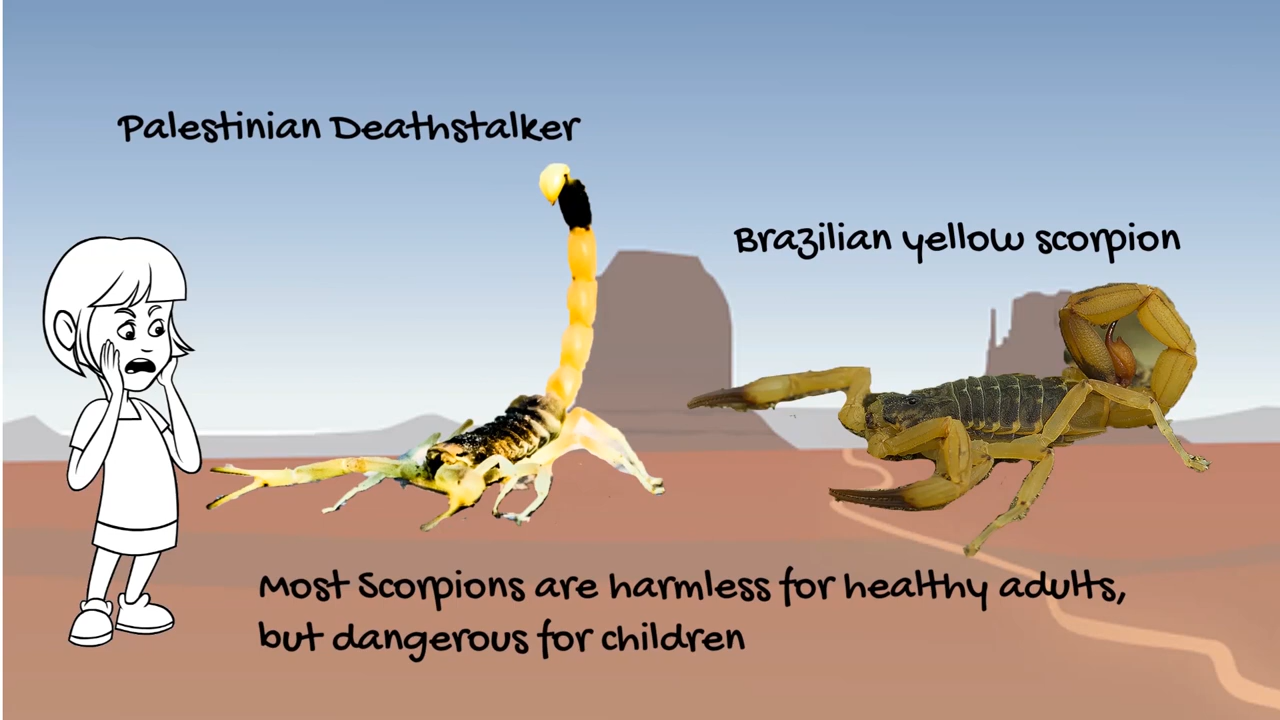 Palestinian Deathstalker
Brazilian yellow scorpion
Most Scorpions are harmless for healthy adults,
but dangerous for children